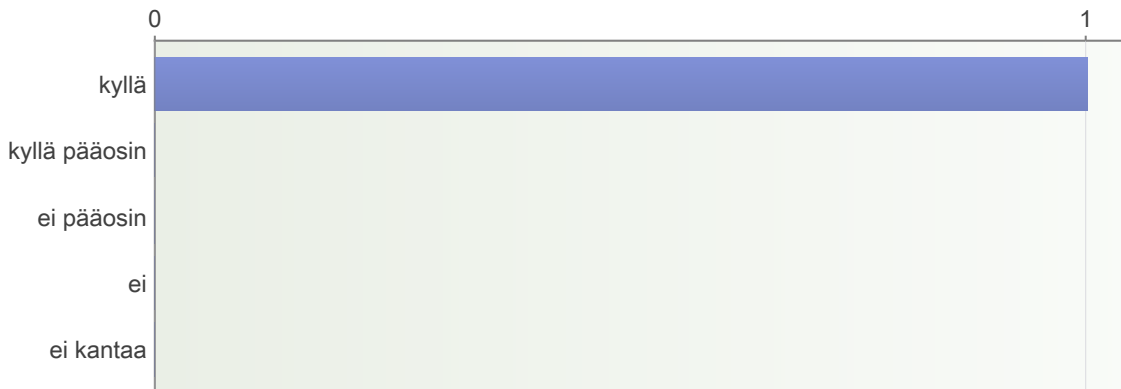 0 1
kyllä
kyllä pääosin
ei pääosin
ei
ei kantaa